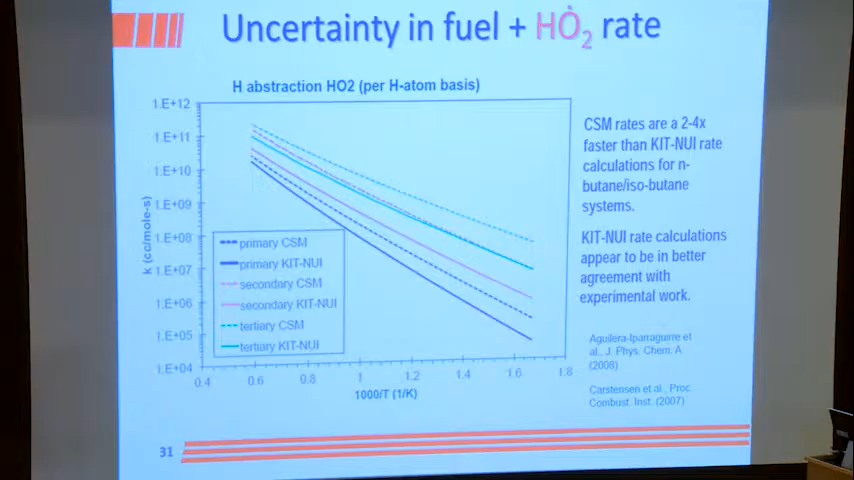 Uncertainty in fuel + HȮ₂ rate
H abstraction HO2 (per H-atom basis)
1.E+12
1.E+11
1.E+10
1.E+09
1.E+08
1.E+07
1.E+06
1.E+05
1.E+04
k (cc/mole-s)
primary CSM
primary KIT-NUI
secondary CSM
secondary KIT-NUI
tertiary CSM
tertiary KIT-NUI
0.4 0.6 0.8 1 1.2 1.4 1.6 1.8
1000/T (1/K)
CSM rates are a 2-4x
faster than KIT-NUI rate
calculations for n-
butane/iso-butane
systems.
KIT-NUI rate calculations
appear to be in better
agreement with
experimental work.
Aguilera-Iparraguirre et
al., J. Phys. Chem. A
(2008)
Carstensen et al., Proc.
Combust. Inst. (2007)
31